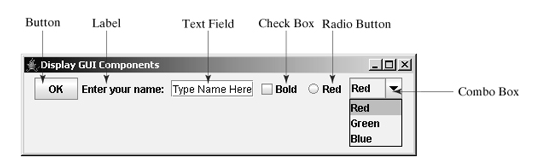 Button Label Text Field Check Box Radio Button
Display GUI Components
OK Enter your name: Type Name Here Bold Red Red
Combo Box
Red
Green
Blue